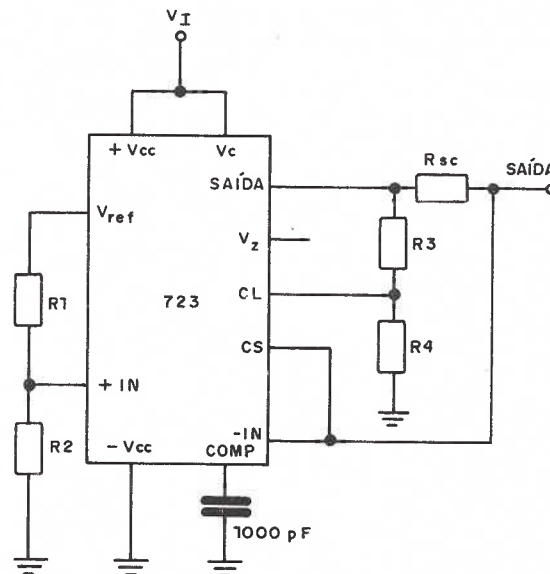 VI
+ Vcc
Vc
Rsc
SAÍDA
SAÍDA
Vref
Vz
R3
R1
723
CL
CS
R4
+ IN
R2
- Vcc
-IN
COMP
1000 pF